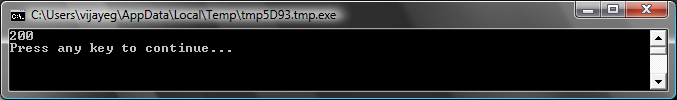 C:\Users\vijayeg\AppData\Local\Temp\tmp5D93.tmp.exe
200
Press any key to continue...